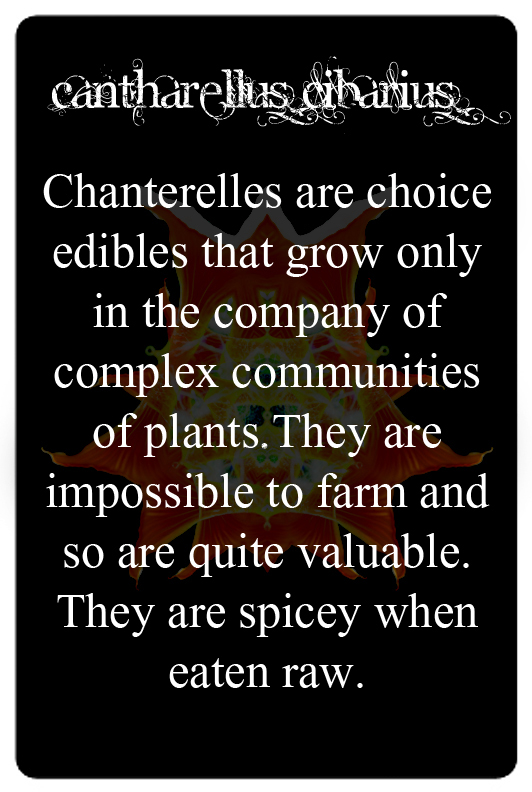 cantharellus cibarius
Chanterelles are choice
edibles that grow only
in the company of
complex communities
of plants. They are
impossible to farm and
so are quite valuable.
They are spicey when
eaten raw.